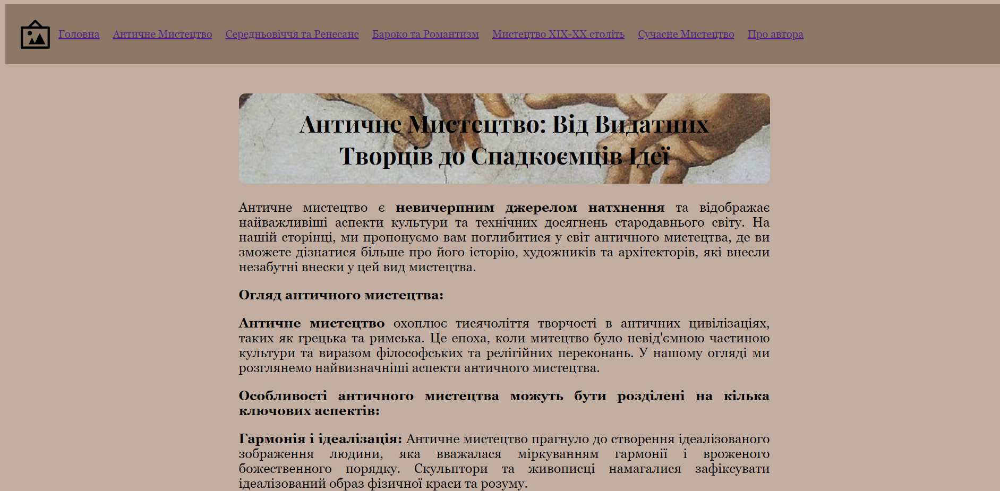 Головна Античне Мистецтво Середньовіччя та Ренесанс Бароко та Романтизм Мистецтво XIX-XX століть Сучасне Мистецтво Про автора
Античне Мистецтво: Від Видатних
Творців до Спадкоємців Ідеї
Античне мистецтво є невичерпним джерелом натхнення та відображає
найважливіші аспекти культури та технічних досягнень стародавнього світу. На
нашій сторінці, ми пропонуємо вам поглибитися у світ античного мистецтва, де ви
зможете дізнатися більше про його історію, художників та архітекторів, які внесли
незабутні внески у цей вид мистецтва.
Огляд античного мистецтва:
Античне мистецтво охоплює тисячоліття творчості в античних цивілізаціях,
таких як грецька та римська. Це епоха, коли митецтво було невід'ємною частиною
культури та виразом філософських та релігійних переконань. У нашому огляді ми
розглянемо найвизначніші аспекти античного мистецтва.
Особливості античного мистецтва можуть бути розділені на кілька
ключових аспектів:
Гармонія і ідеалізація: Античне мистецтво прагнуло до створення ідеалізованого
зображення людини, яка вважалася міркуванням гармонії і вроженого
божественного порядку. Скульптори та живописці намагалися зафіксувати
ідеалізований образ фізичної краси та розуму.